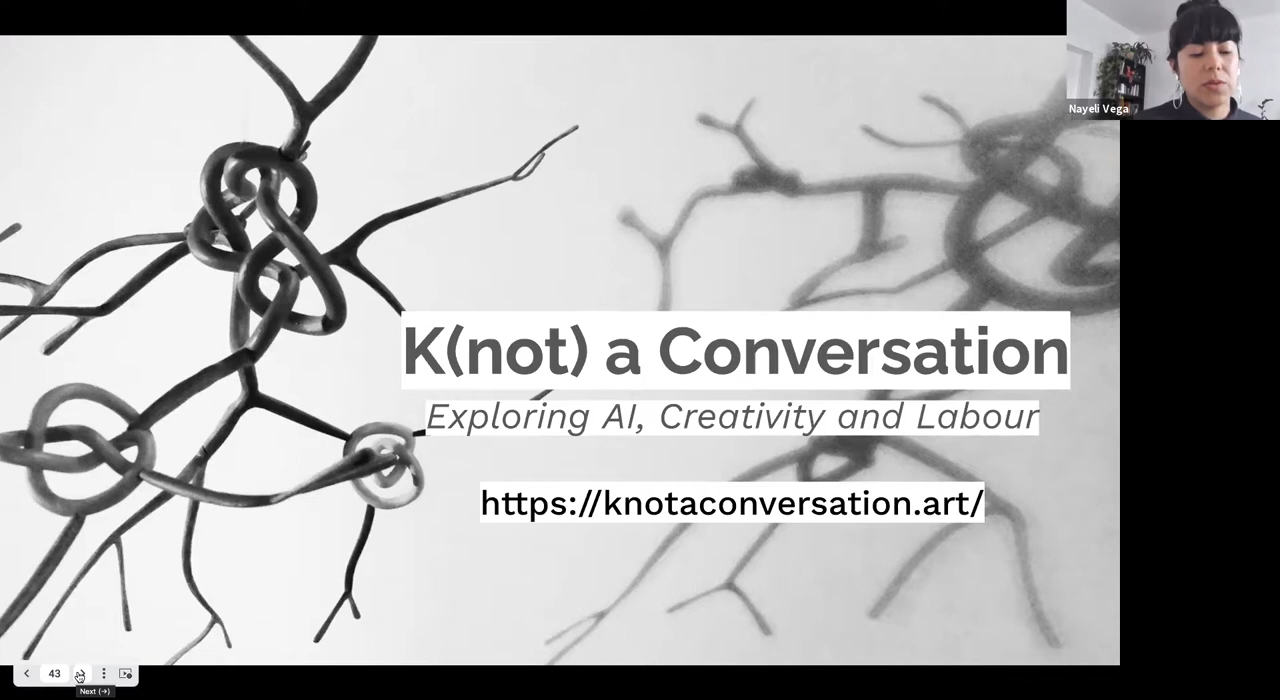 Nayeli Vega
K(not) a Conversation
Exploring AI, Creativity and Labour
https://knotaconversation.art/
43
Next (→)